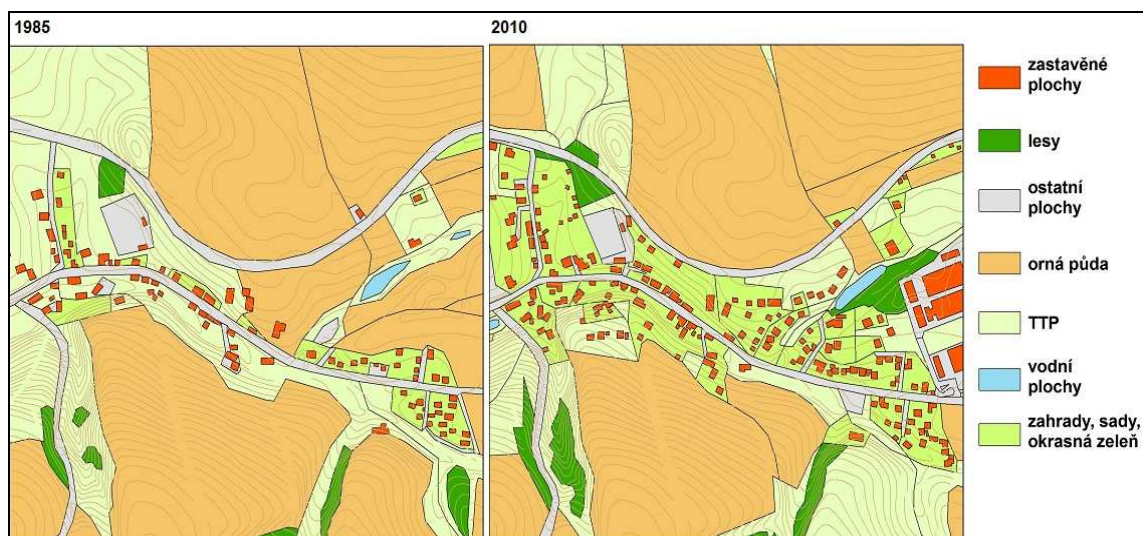 1985
2010
zastavěné
plochy
lesy
ostatní
plochy
orná půda
TTP
vodní
plochy
zahrady, sady,
okrasná zeleň